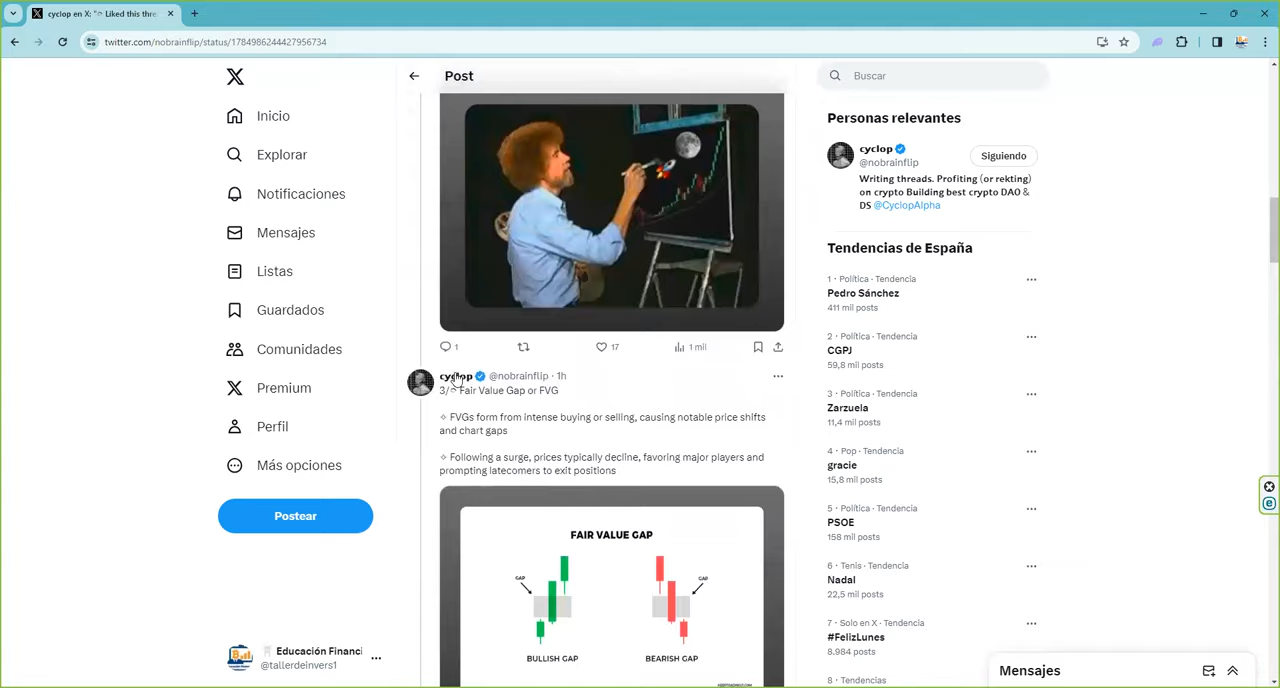 cyclop en X: "
Liked this thre
twitter.com/nobrainflip/status/1784986244427956734
Inicio
Explorar
Notificaciones
Mensajes
Listas
Guardados
Comunidades
Premium
Perfil
Más opciones
Postear
Educación Financi
@tallerdeinvers1
Post
1
17
1 mil
cyclop @nobrainflip · 1h
3/ Fair Value Gap or FVG
✧ FVGs form from intense buying or selling, causing notable price shifts
and chart gaps
✧ Following a surge, prices typically decline, favoring major players and
prompting latecomers to exit positions
FAIR VALUE GAP
GAP
GAP
BULLISH GAP
BEARISH GAP
Buscar
Personas relevantes
cyclop
@nobrainflip
Siguiendo
Writing threads. Profiting (or rekting)
on crypto Building best crypto DAO &
DS @CyclopAlpha
Tendencias de España
1 · Política · Tendencia
Pedro Sánchez
411 mil posts
2 · Política · Tendencia
CGPJ
59,8 mil posts
3 · Política · Tendencia
Zarzuela
11,4 mil posts
4 · Pop · Tendencia
gracie
15,8 mil posts
5 · Política · Tendencia
PSOE
158 mil posts
6 · Tenis · Tendencia
Nadal
22,5 mil posts
7 · Solo en X · Tendencia
#FelizLunes
8.984 posts
8 · Tendencias
Mensajes